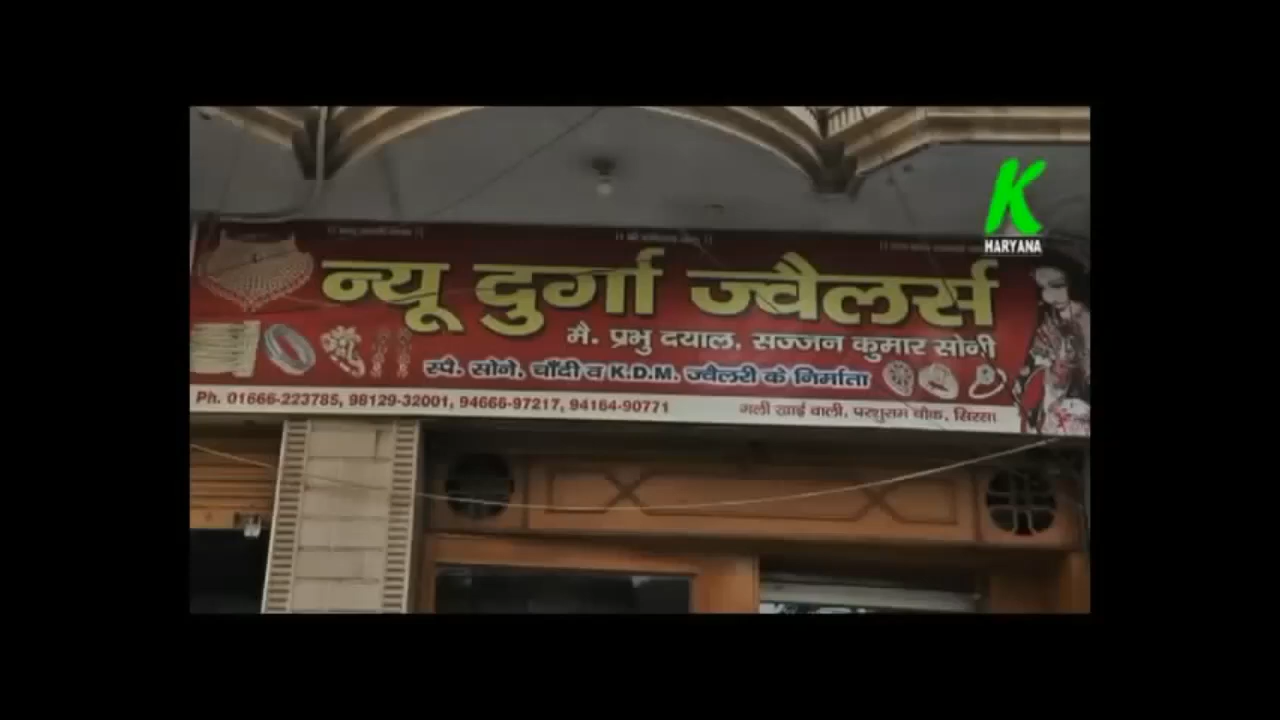 K
HARYANA
न्यू दुर्गा ज्वैलर्स
मै. प्रभु दयाल, सज्जन कुमार सोनी
स्पै. सोने, चाँदी व K.D.M. ज्वैलरी के निर्माता
Ph. 01666-223785, 98129-32001, 94666-97217, 94164-90771
गली खाई वाली, परशुराम चौक, सिरसा